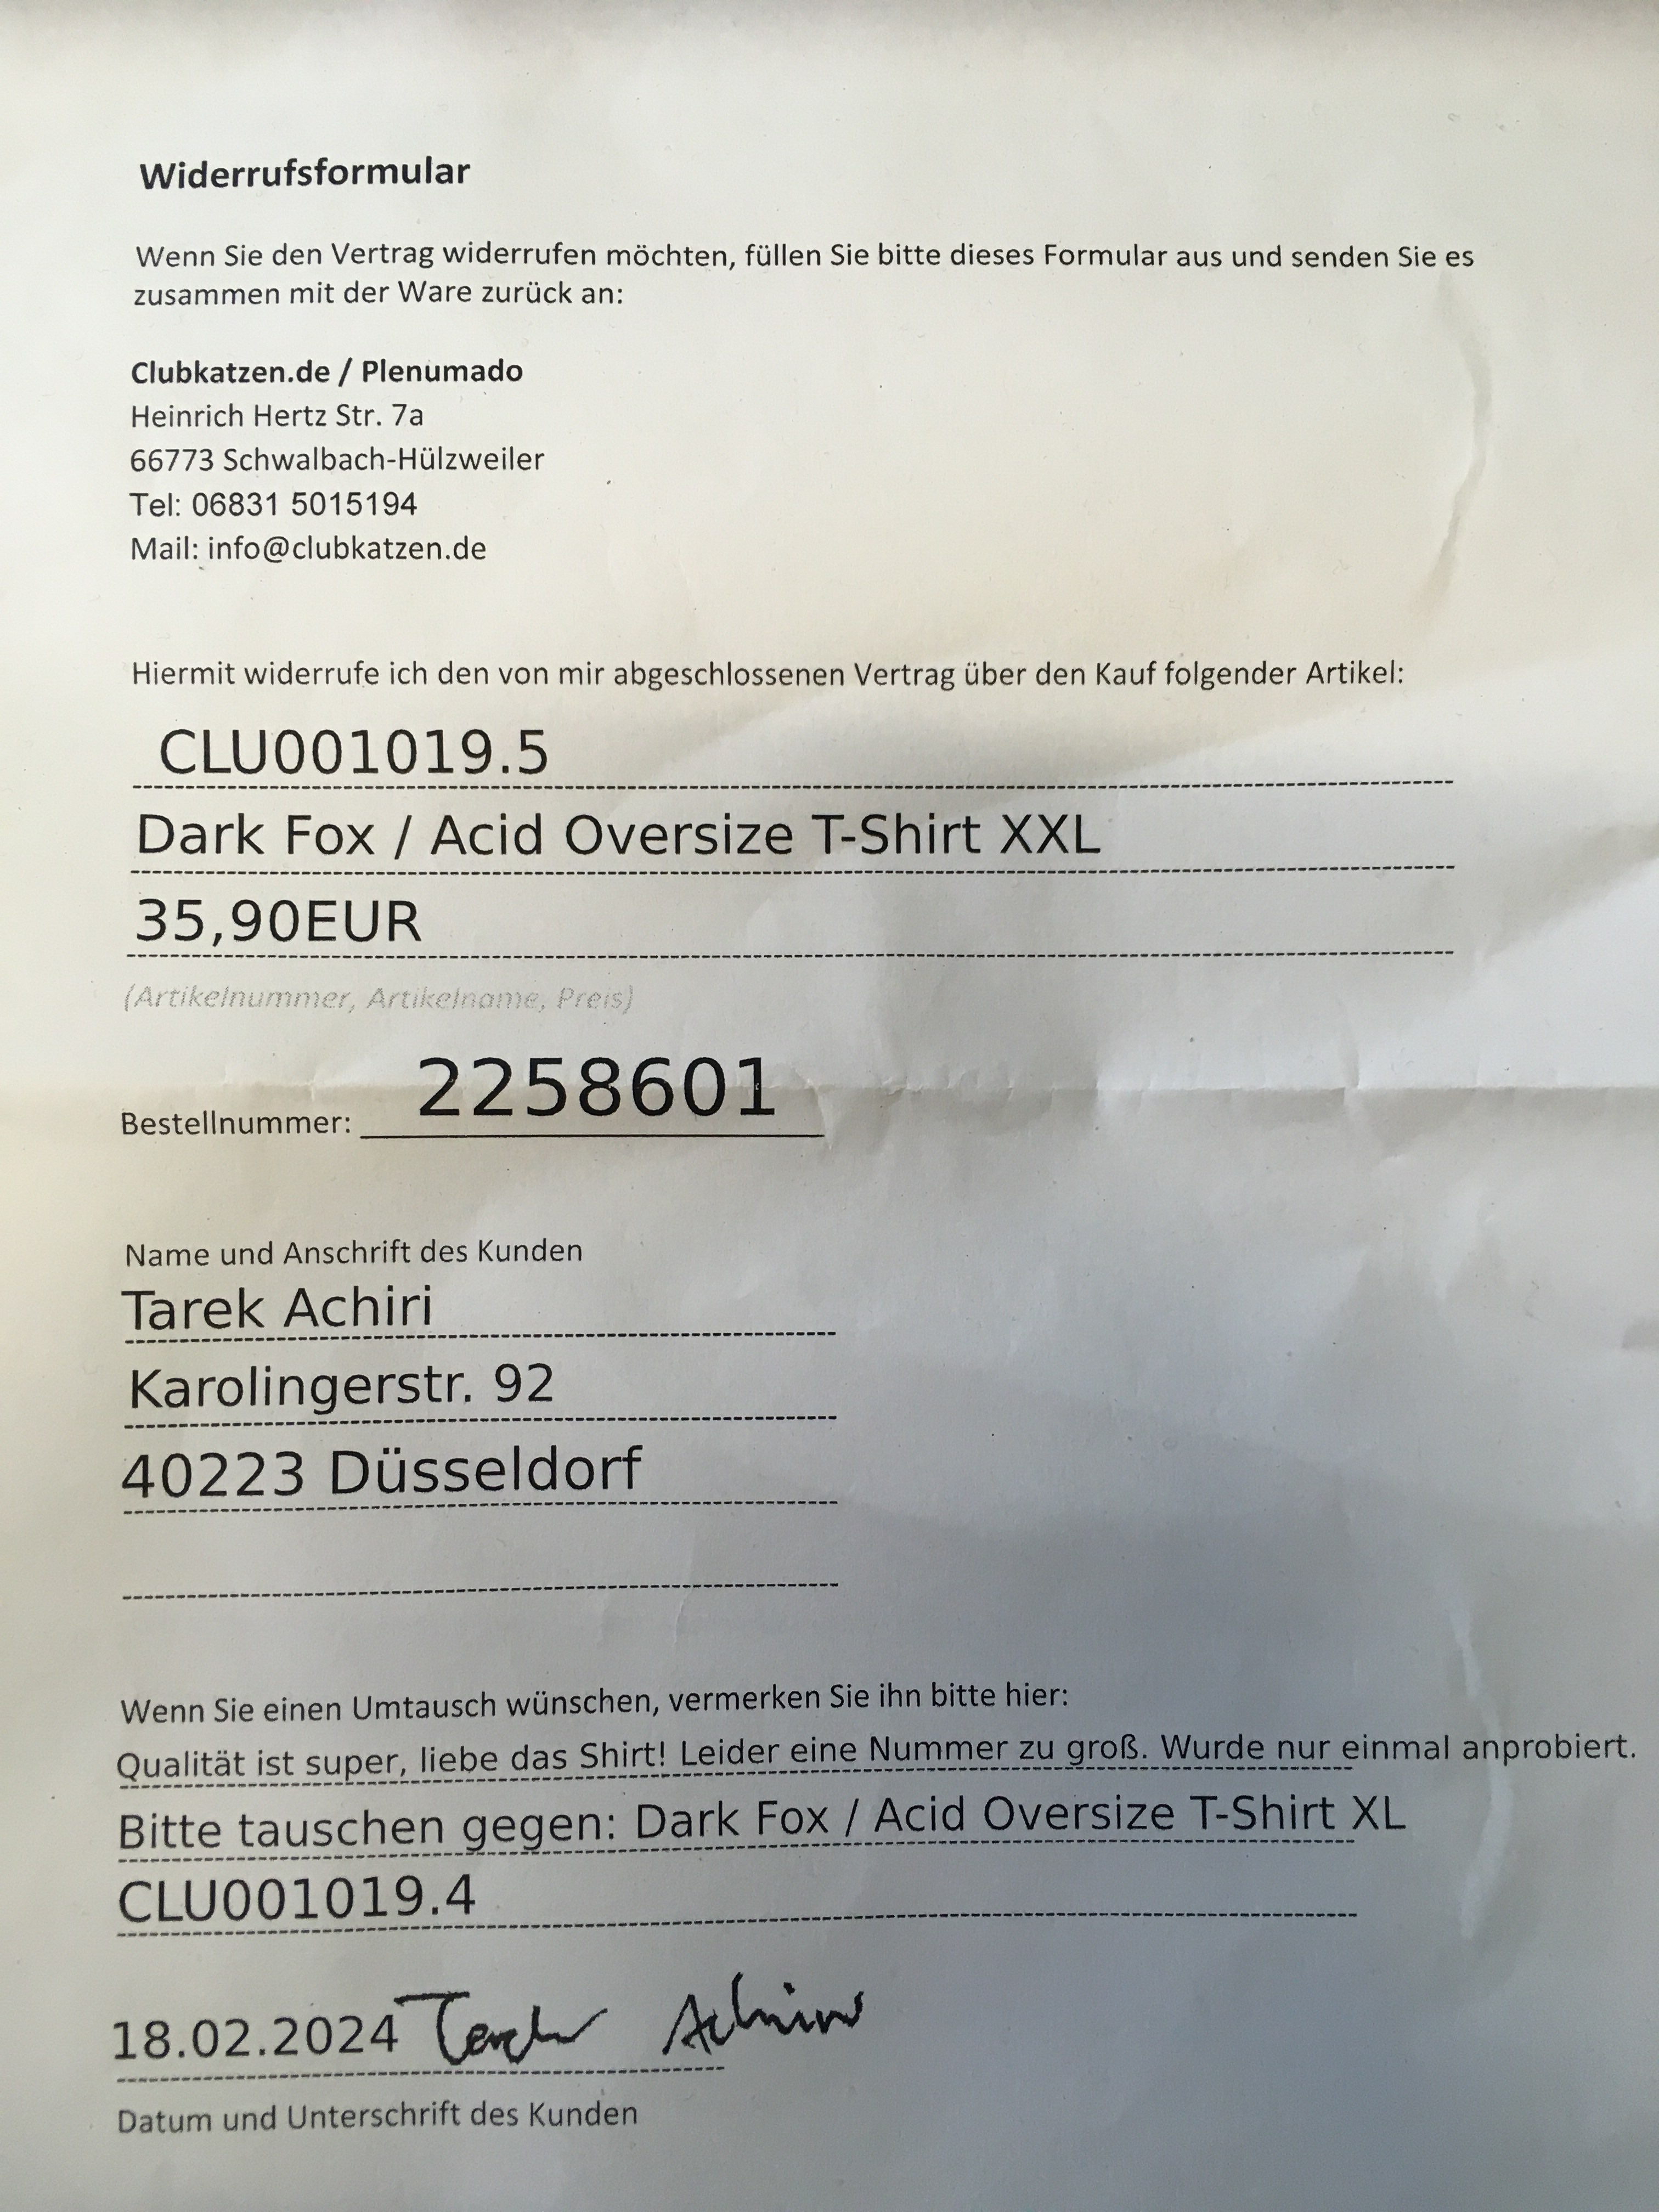 Widerrufsformular
Wenn Sie den Vertrag widerrufen möchten, füllen Sie bitte dieses Formular aus und senden Sie es
zusammen mit der Ware zurück an:
Clubkatzen.de / Plenumado
Heinrich Hertz Str. 7a
66773 Schwalbach-Hülzweiler
Tel: 06831 5015194
Mail: info@clubkatzen.de
Hiermit widerrufe ich den von mir abgeschlossenen Vertrag über den Kauf folgender Artikel:
CLU001019.5
Dark Fox / Acid Oversize T-Shirt XXL
35,90EUR
(Artikelnummer, Artikelname, Preis)
Bestellnummer: 2258601
Name und Anschrift des Kunden
Tarek Achiri
Karolingerstr. 92
40223 Düsseldorf
Wenn Sie einen Umtausch wünschen, vermerken Sie ihn bitte hier:
Qualität ist super, liebe das Shirt! Leider eine Nummer zu groß. Wurde nur einmal anprobiert.
Bitte tauschen gegen: Dark Fox / Acid Oversize T-Shirt XL
CLU001019.4
18.02.2024 Tarek Achiri
Datum und Unterschrift des Kunden